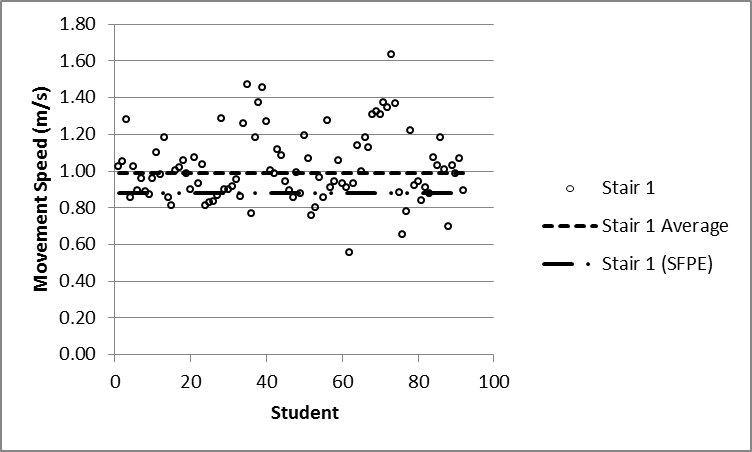 1.80
1.60
1.40
1.20
1.00
0.80
0.60
0.40
0.20
0.00
Movement Speed (m/s)
0 20 40 60 80 100
Student
Stair 1
Stair 1 Average
Stair 1 (SFPE)